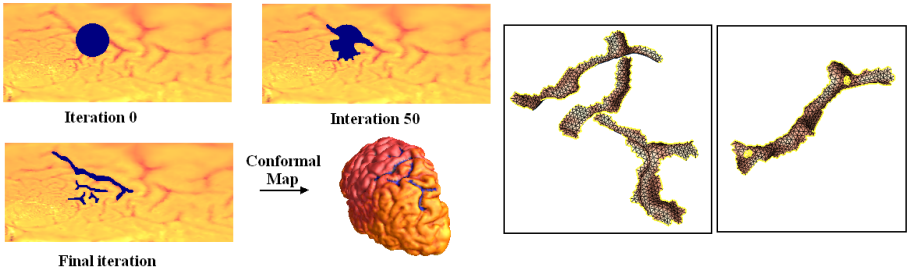 Iteration 0
Interation 50
Conformal
Map
Final iteration